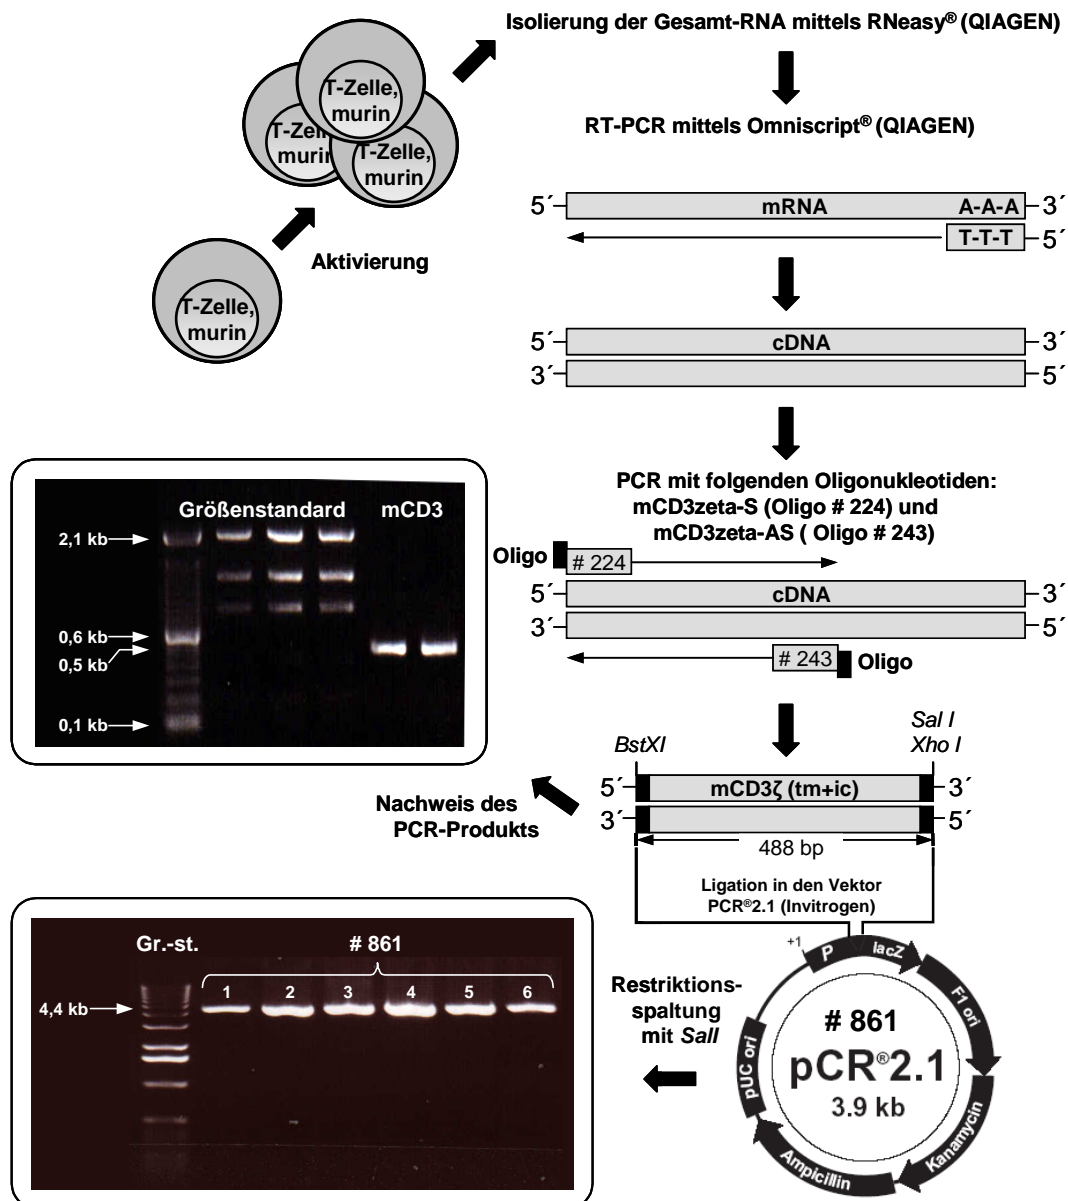 Isolierung der Gesamt-RNA mittels RNeasy® (QIAGEN)
T-Zelle,
murin
T-Zelle,
murin
T-Zelle,
murin
Aktivierung
T-Zelle,
murin
RT-PCR mittels Omniscript® (QIAGEN)
5´ mRNA A-A-A 3´
T-T-T 5´
5´ cDNA 3´
3´ 5´
PCR mit folgenden Oligonukleotiden:
mCD3zeta-S (Oligo # 224) und
mCD3zeta-AS ( Oligo # 243)
Oligo # 224
5´ cDNA 3´
3´ 5´
# 243 Oligo
Größenstandard mCD3
2,1 kb
0,6 kb
0,5 kb
0,1 kb
Nachweis des
PCR-Produkts
BstXI
Sal I
Xho I
5´ mCD3ζ (tm+ic) 3´
3´ 5´
488 bp
Ligation in den Vektor
PCR®2.1 (Invitrogen)
+1 P lacZ
F1 ori
Kanamycin
Ampicillin
pUC ori
# 861
pCR®2.1
3.9 kb
Restriktions-
spaltung
mit SalI
Gr.-st. # 861
1 2 3 4 5 6
4,4 kb